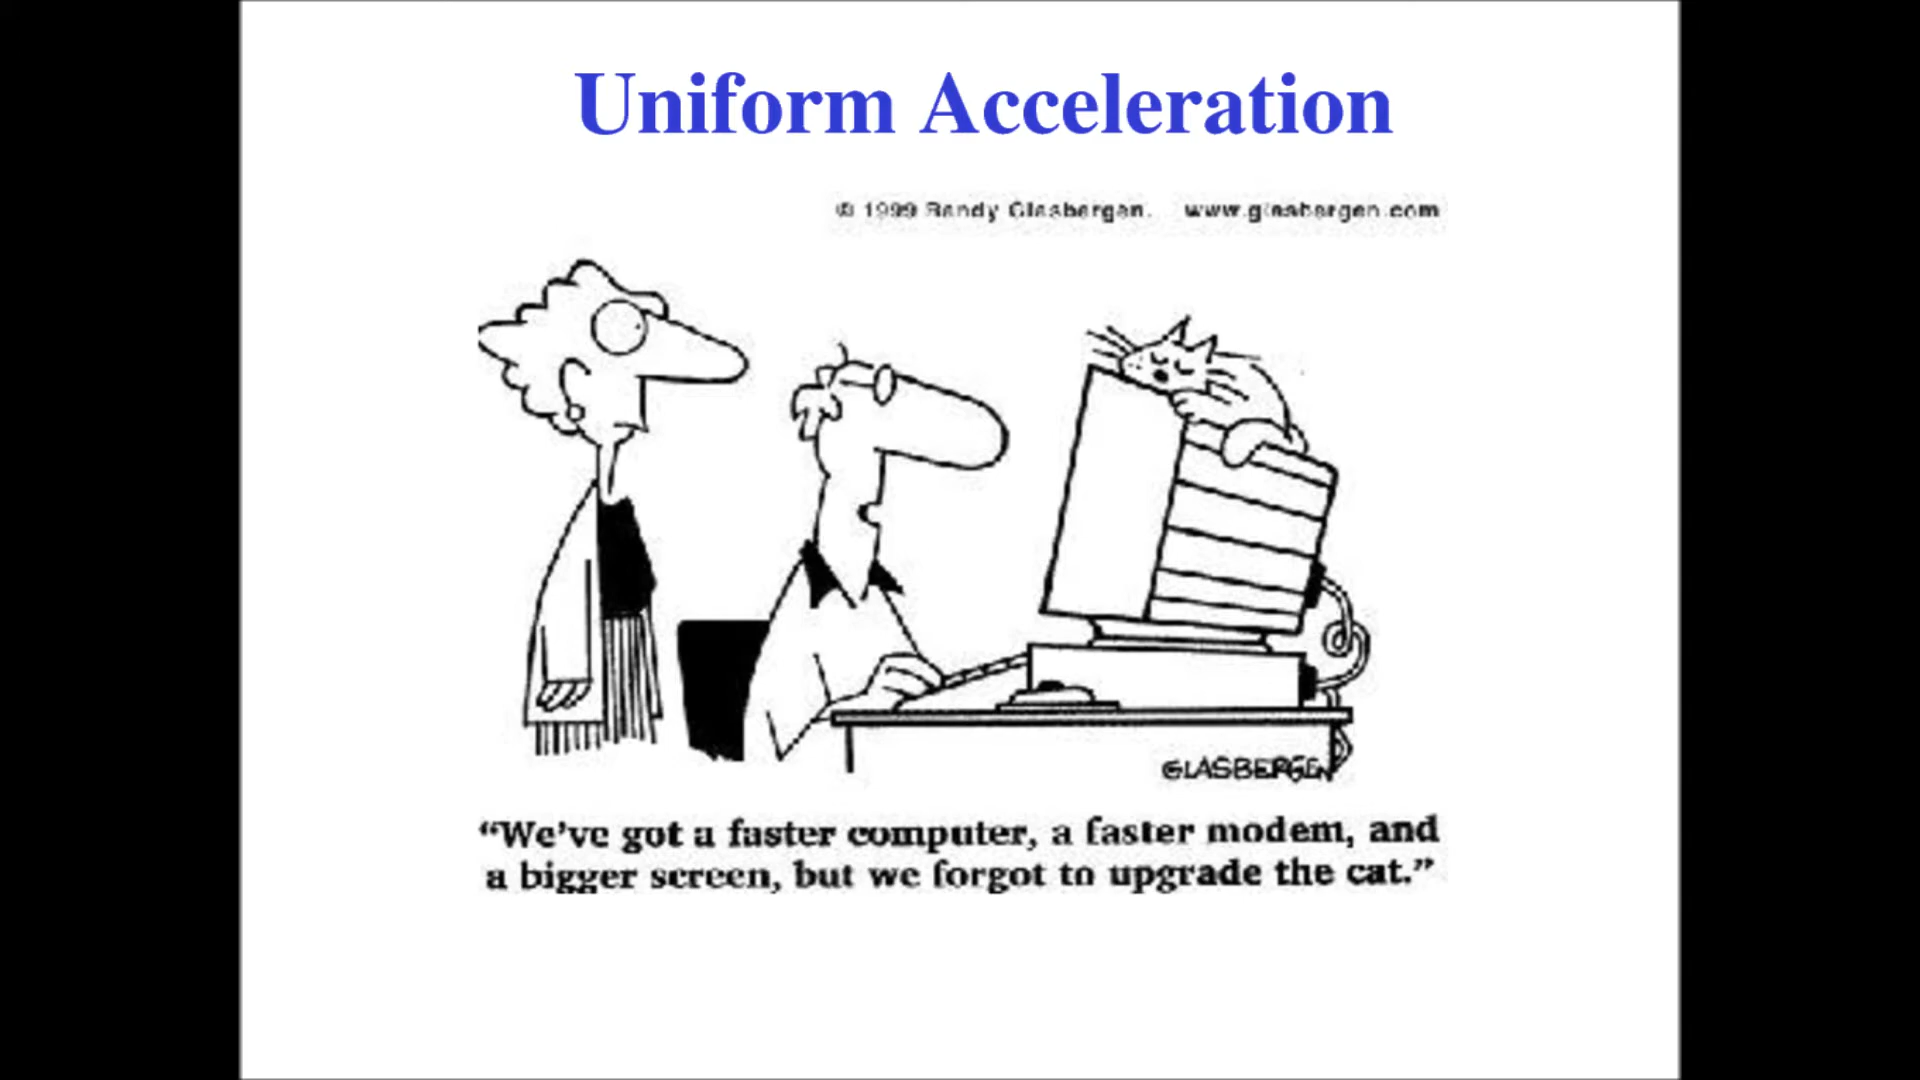 Uniform Acceleration
© 1999 Randy Glasbergen. www.glasbergen.com
GLASBERGEN
“We’ve got a faster computer, a faster modem, and
a bigger screen, but we forgot to upgrade the cat.”